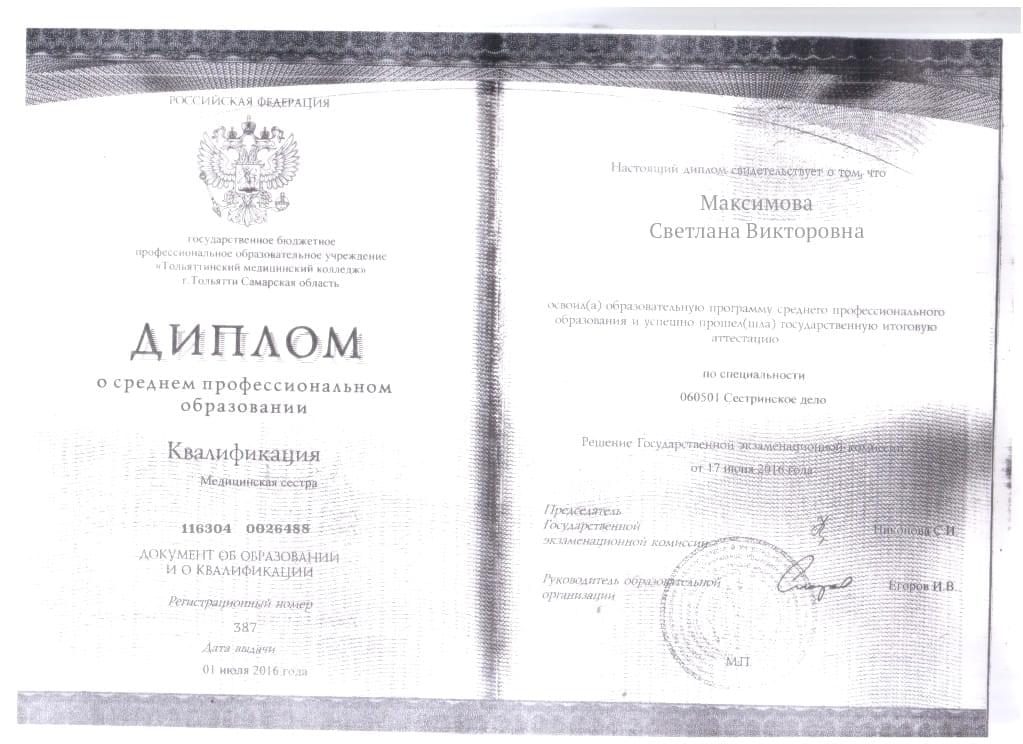 РОССИЙСКАЯ ФЕДЕРАЦИЯ
государственное бюджетное
профессиональное образовательное учреждение
«Тольяттинский медицинский колледж»
г. Тольятти Самарская область
ДИПЛОМ
о среднем профессиональном
образовании
Квалификация
Медицинская сестра
116304 0026488
ДОКУМЕНТ ОБ ОБРАЗОВАНИИ
И О КВАЛИФИКАЦИИ
Регистрационный номер
387
Дата выдачи
01 июля 2016 года
Настоящий диплом свидетельствует о том, что
Максимова
Светлана Викторовна
освоил(а) образовательную программу среднего профессионального
образования и успешно прошел(шла) государственную итоговую
аттестацию
по специальности
060501 Сестринское дело
Решение Государственной экзаменационной комиссии
от 17 июня 2016 года
Председатель
Государственной
экзаменационной комиссии
Никонова С.И.
Руководитель образовательной
организации
Егоров И.В.
М.П.